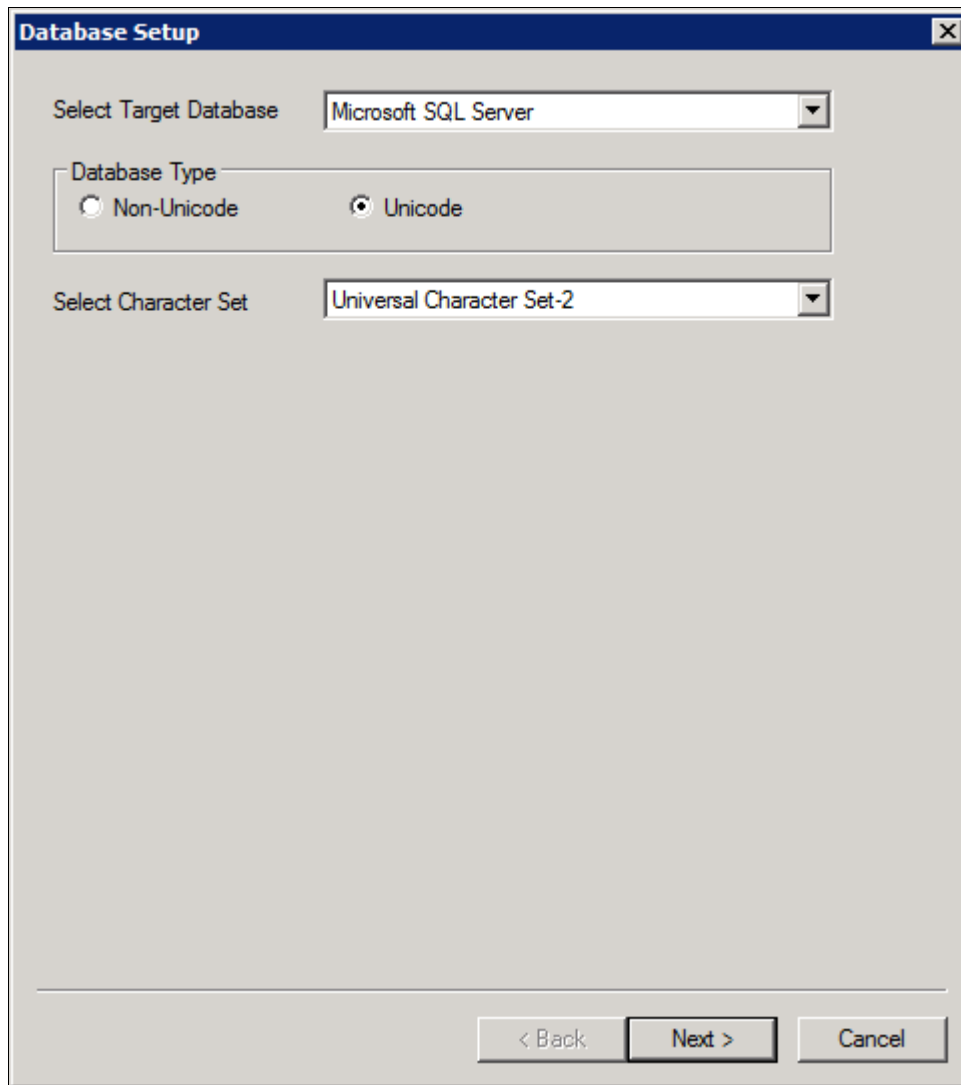 Database Setup
Select Target Database Microsoft SQL Server
Database Type
Non-Unicode Unicode
Select Character Set Universal Character Set-2
< Back Next > Cancel